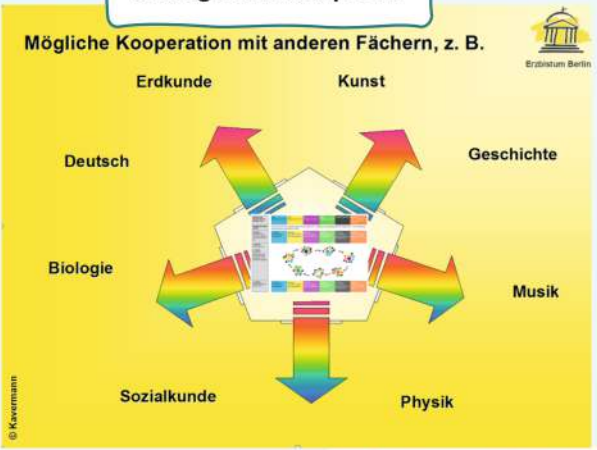 Mögliche Kooperation mit anderen Fächern, z. B.
Erzbistum Berlin
Erdkunde
Kunst
Deutsch
Geschichte
Biologie
Musik
Sozialkunde
Physik
© Kavermann